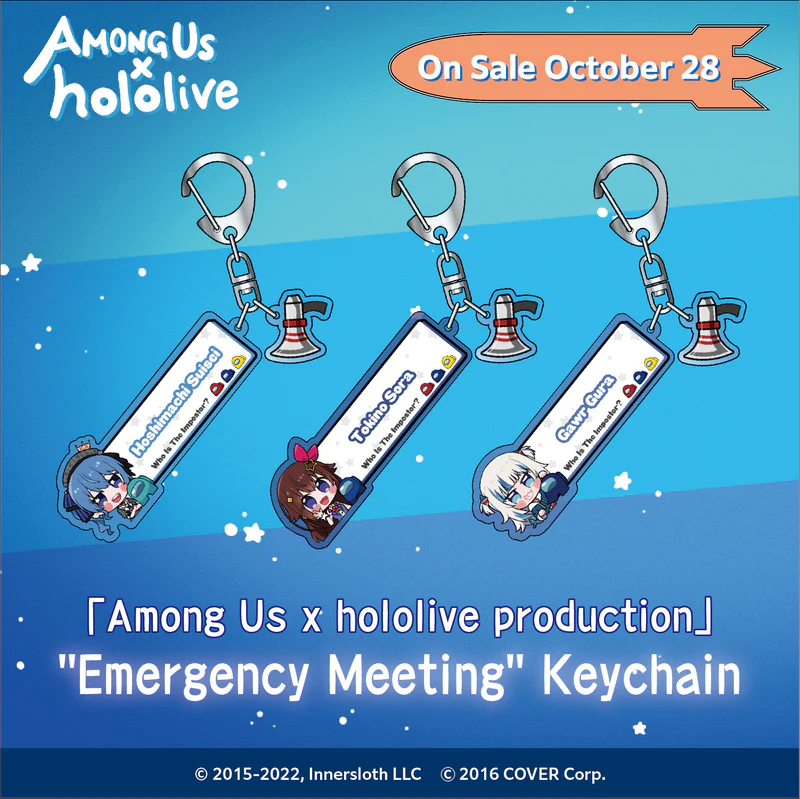 AMONG US
x
hololive
On Sale October 28
Hoshimachi Suisei
Who Is The Impostor?
Tokino Sora
Who Is The Impostor?
Gawr Gura
Who Is The Impostor?
「Among Us x hololive production」
"Emergency Meeting" Keychain
© 2015-2022, Innersloth LLC © 2016 COVER Corp.